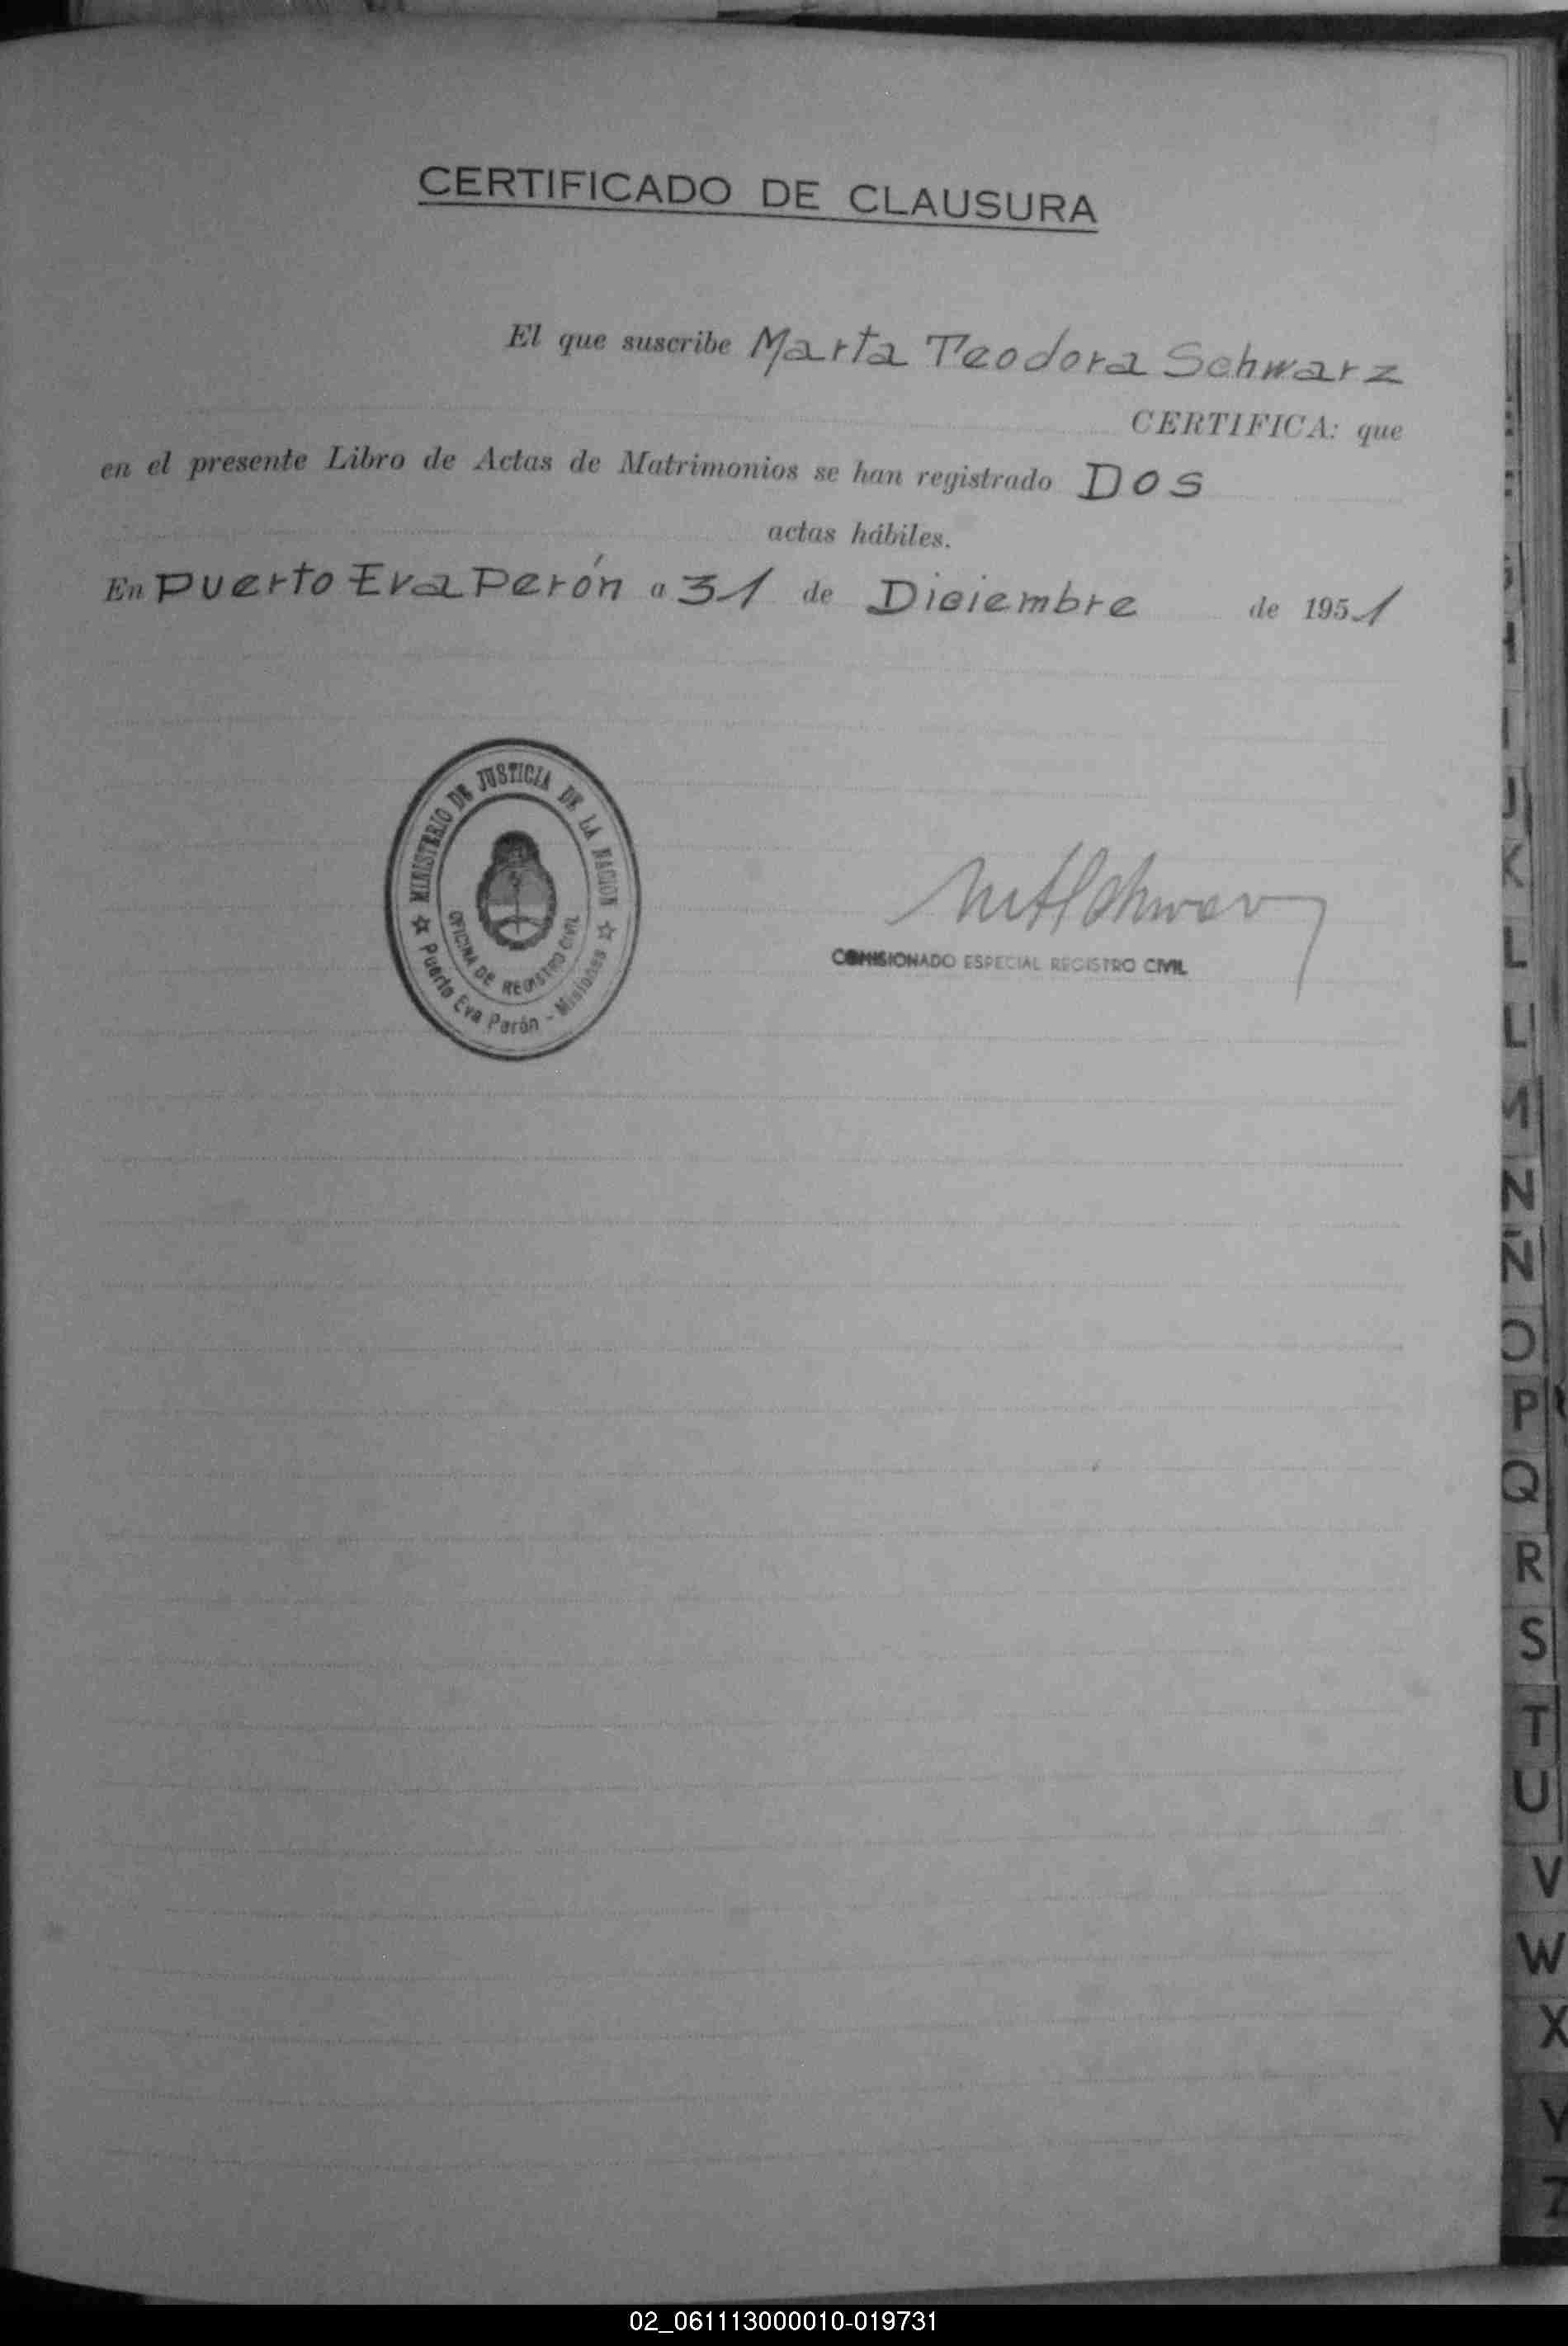 CERTIFICADO DE CLAUSURA
El que suscribe Marta Teodora Schwarz
CERTIFICA: que
en el presente Libro de Actas de Matrimonios se han registrado Dos
actas hábiles.
En Puerto Eva Perón a 31 de Diciembre de 1951
MINISTERIO DE JUSTICIA DE LA NACION
OFICINA DE REGISTRO CIVIL
Puerto Eva Perón - Misiones
MTSchwarz
COMISIONADO ESPECIAL REGISTRO CIVIL
J
K
L
LL
M
N
Ñ
O
P
Q
R
S
T
U
V
W
X
Y
Z
02_061113000010-019731